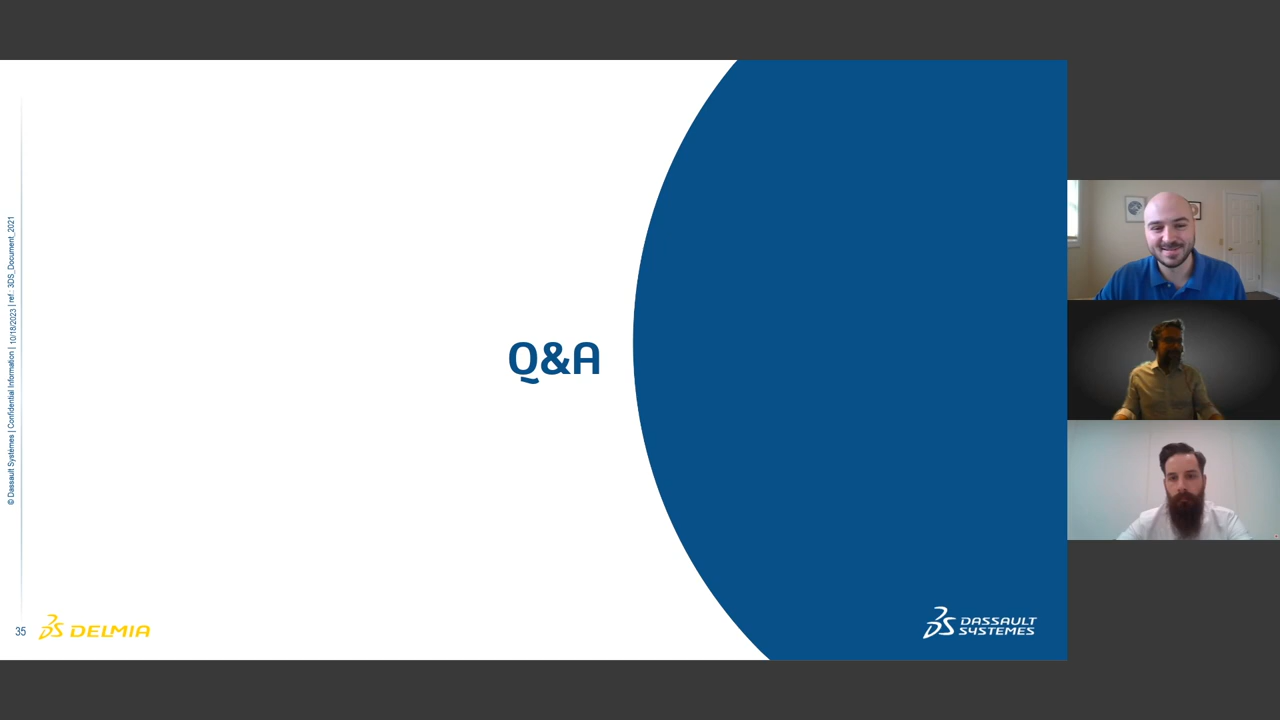 © Dassault Systèmes | Confidential Information | 10/18/2023 | ref.: 3DS_Document_2021
Q&A
35
DELMIA
DASSAULT
SYSTEMES